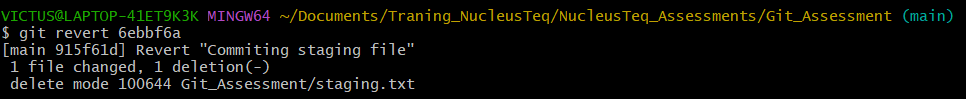 VICTUS@LAPTOP-41ET9K3K MINGW64 ~/Documents/Traning_NucleusTeq/NucleusTeq_Assessments/Git_Assessment (main)
$ git revert 6ebbf6a
[main 915f61d] Revert "Commiting staging file"
 1 file changed, 1 deletion(-)
 delete mode 100644 Git_Assessment/staging.txt